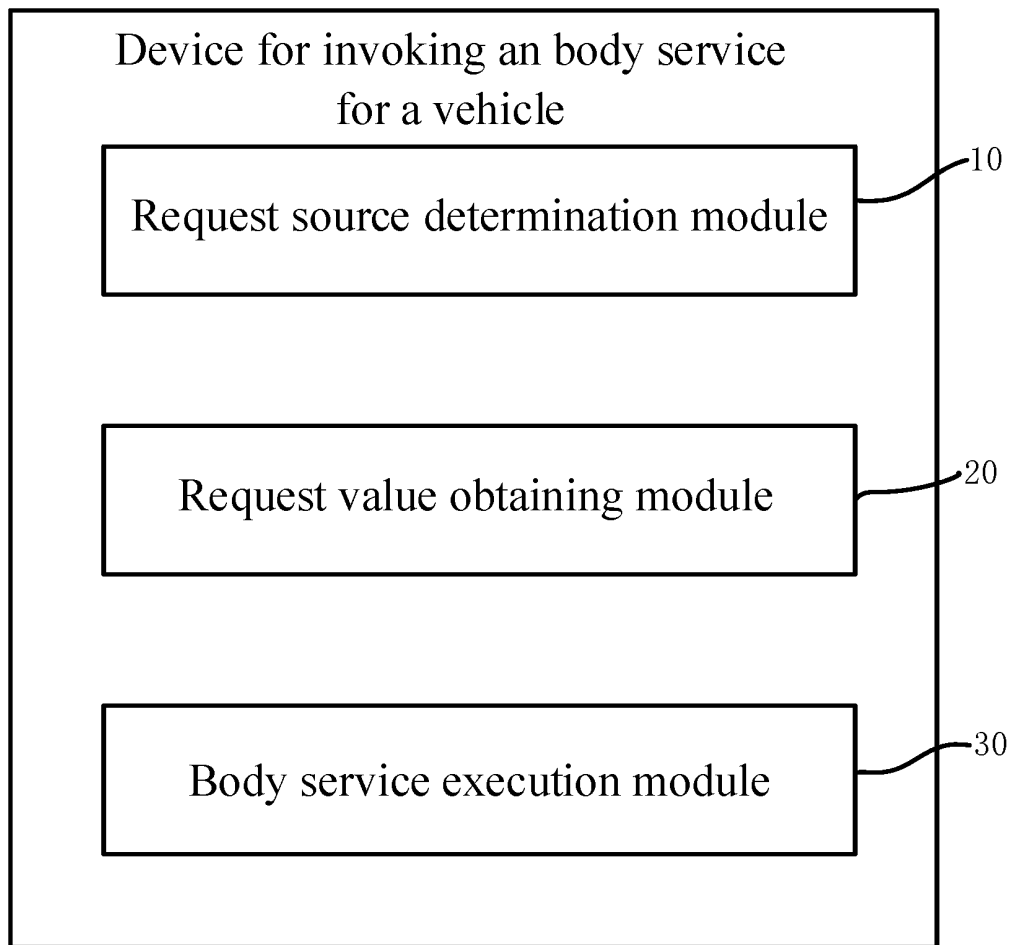 Device for invoking an body service
for a vehicle
Request source determination module
10
Request value obtaining module
20
Body service execution module
30